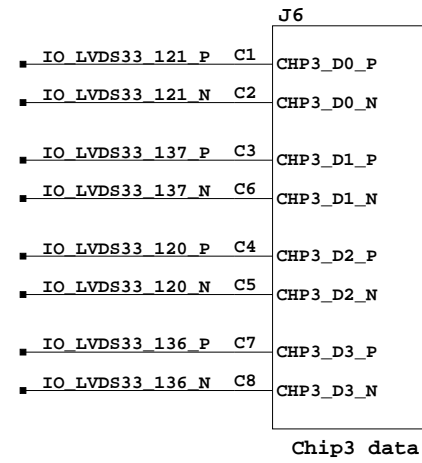 J6
IO_LVDS33_121_P C1 CHP3_D0_P
IO_LVDS33_121_N C2 CHP3_D0_N
IO_LVDS33_137_P C3 CHP3_D1_P
IO_LVDS33_137_N C6 CHP3_D1_N
IO_LVDS33_120_P C4 CHP3_D2_P
IO_LVDS33_120_N C5 CHP3_D2_N
IO_LVDS33_136_P C7 CHP3_D3_P
IO_LVDS33_136_N C8 CHP3_D3_N
Chip3 data